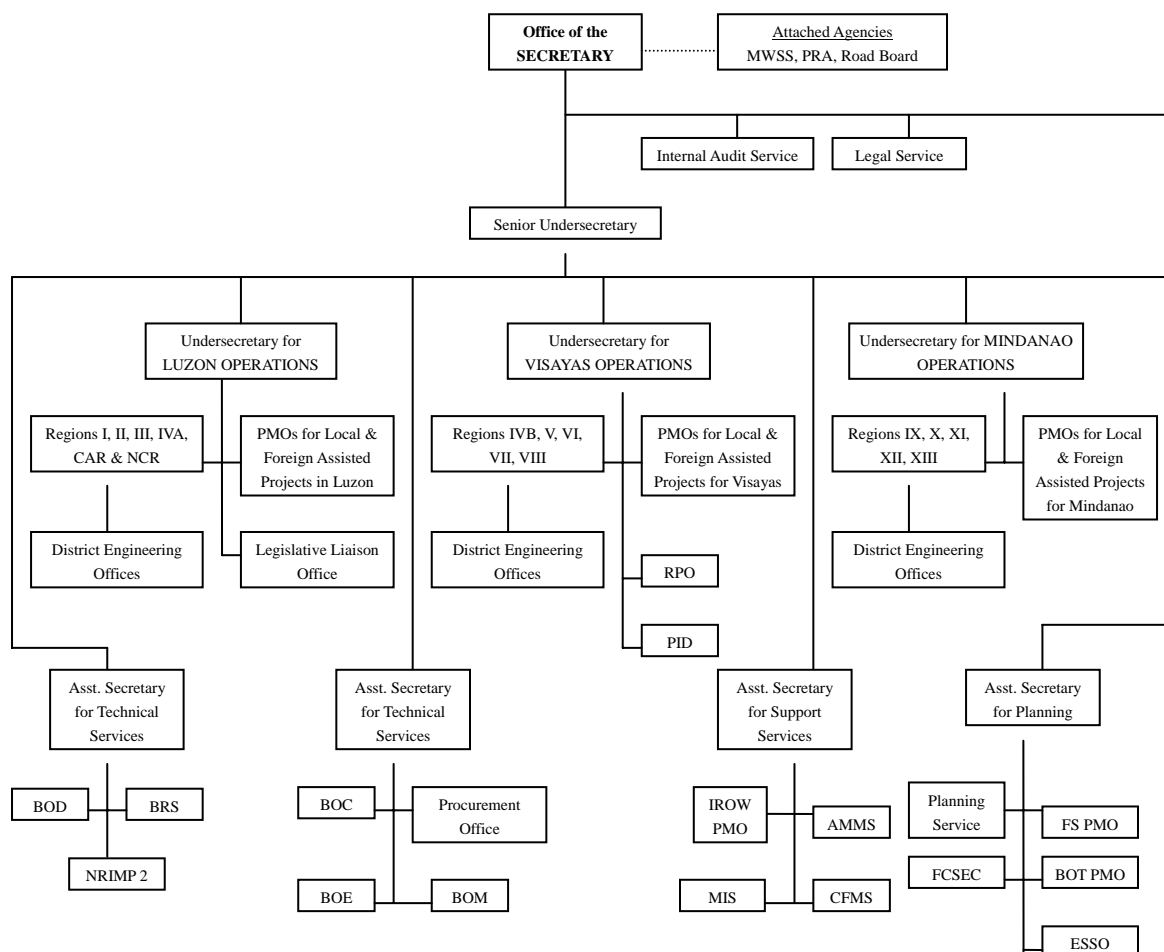 Office of the
SECRETARY
Attached Agencies
MWSS, PRA, Road Board
Internal Audit Service
Legal Service
Senior Undersecretary
Undersecretary for
LUZON OPERATIONS
Undersecretary for
VISAYAS OPERATIONS
Undersecretary for MINDANAO
OPERATIONS
Regions I, II, III, IVA,
CAR & NCR
PMOs for Local &
Foreign Assisted
Projects in Luzon
Regions IVB, V, VI,
VII, VIII
PMOs for Local &
Foreign Assisted
Projects for Visayas
Regions IX, X, XI,
XII, XIII
PMOs for Local
& Foreign
Assisted Projects
for Mindanao
District Engineering
Offices
Legislative Liaison
Office
District Engineering
Offices
RPO
PID
District Engineering
Offices
Asst. Secretary
for Technical
Services
Asst. Secretary
for Technical
Services
Asst. Secretary
for Support
Services
Asst. Secretary
for Planning
BOD
BRS
NRIMP 2
BOC
Procurement
Office
BOE
BOM
IROW
PMO
AMMS
MIS
CFMS
Planning
Service
FS PMO
FCSEC
BOT PMO
ESSO